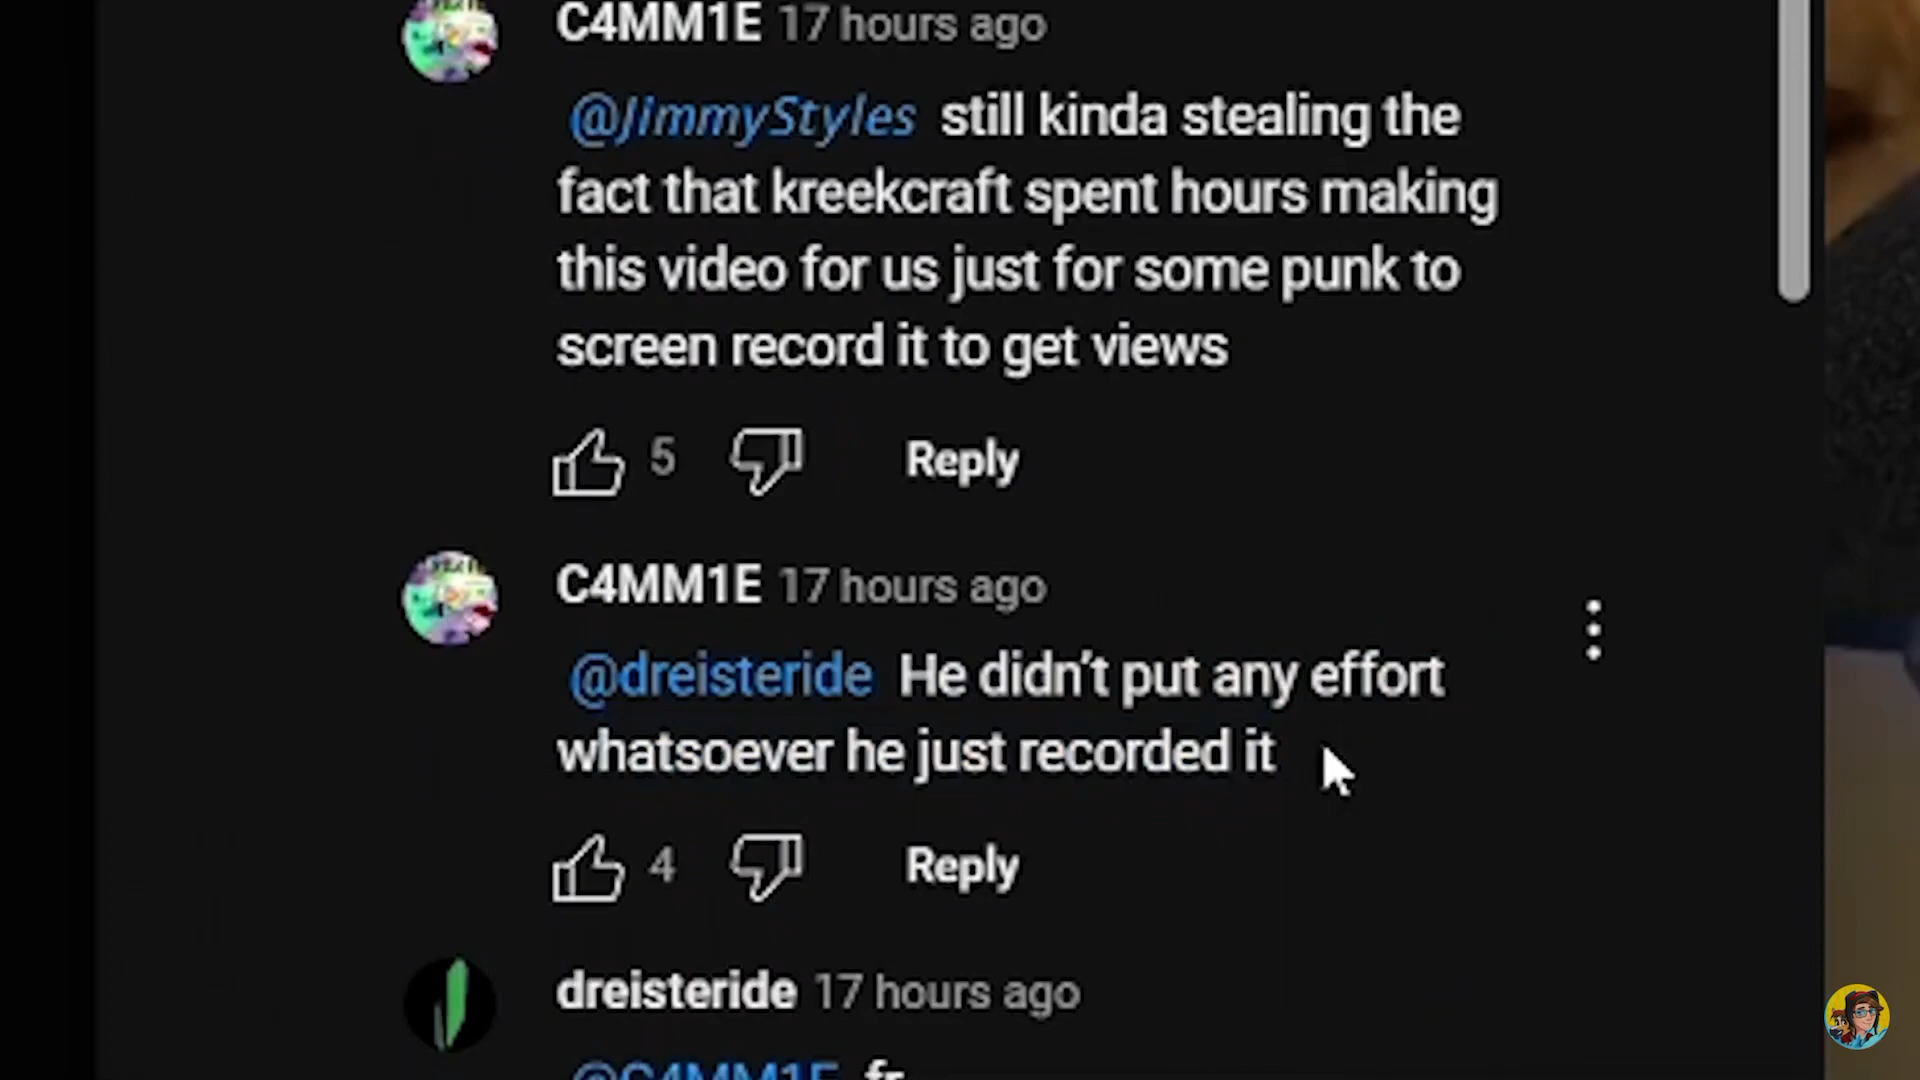 C4MM1E 17 hours ago
@JImmyStyles still kinda stealing the
fact that kreekcraft spent hours making
this video for us just for some punk to
screen record it to get views
5 Reply
C4MM1E 17 hours ago
@dreisteride He didn't put any effort
whatsoever he just recorded it
4 Reply
dreisteride 17 hours ago
@C4MM1E fr